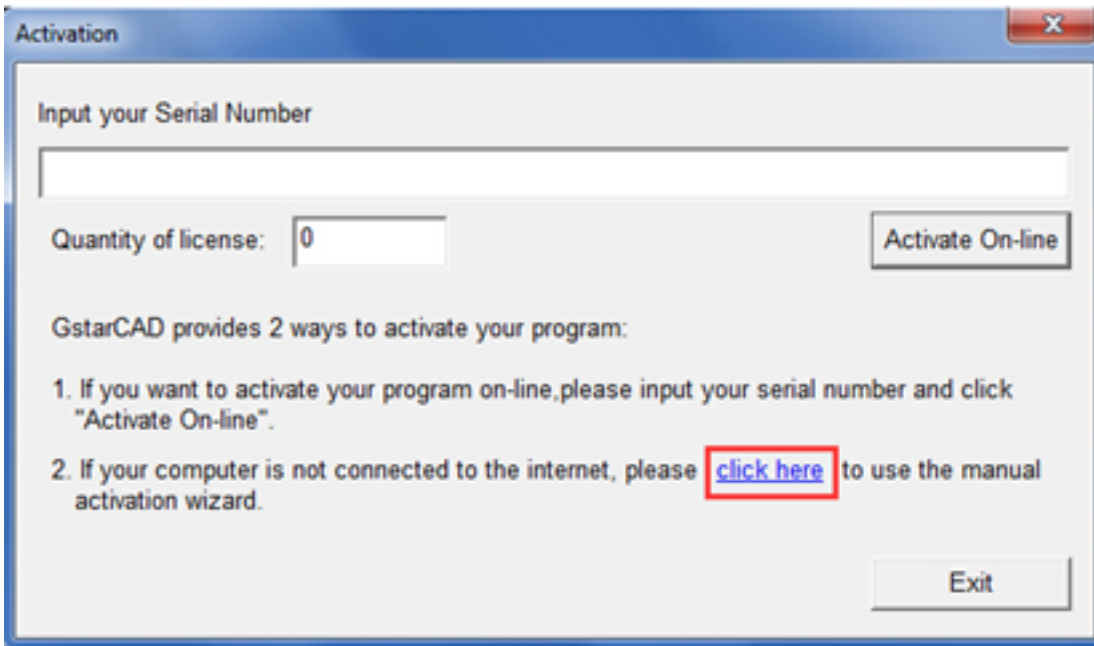 Activation
Input your Serial Number
Quantity of license: 0
Activate On-line
GstarCAD provides 2 ways to activate your program:
1. If you want to activate your program on-line,please input your serial number and click
"Activate On-line".
2. If your computer is not connected to the internet, please click here to use the manual
activation wizard.
Exit